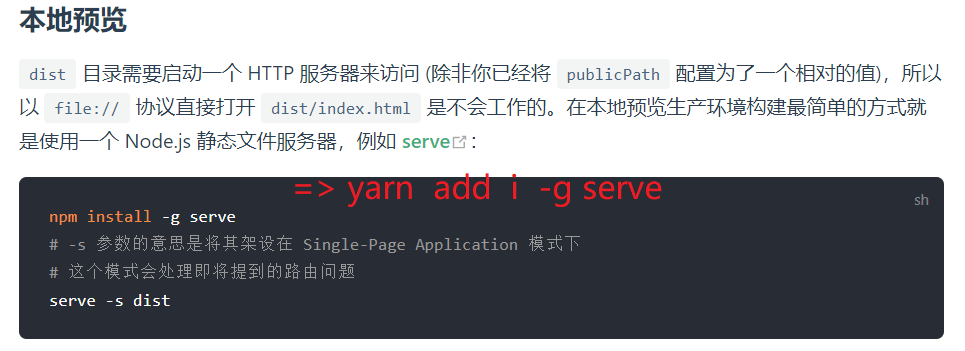 本地预览
dist 目录需要启动一个 HTTP 服务器来访问 (除非你已经将 publicPath 配置为了一个相对的值)，所以
以 file:// 协议直接打开 dist/index.html 是不会工作的。在本地预览生产环境构建最简单的方式就
是使用一个 Node.js 静态文件服务器，例如 serve：
=> yarn add i -g serve
sh
npm install -g serve
# -s 参数的意思是将其架设在 Single-Page Application 模式下
# 这个模式会处理即将提到的路由问题
serve -s dist